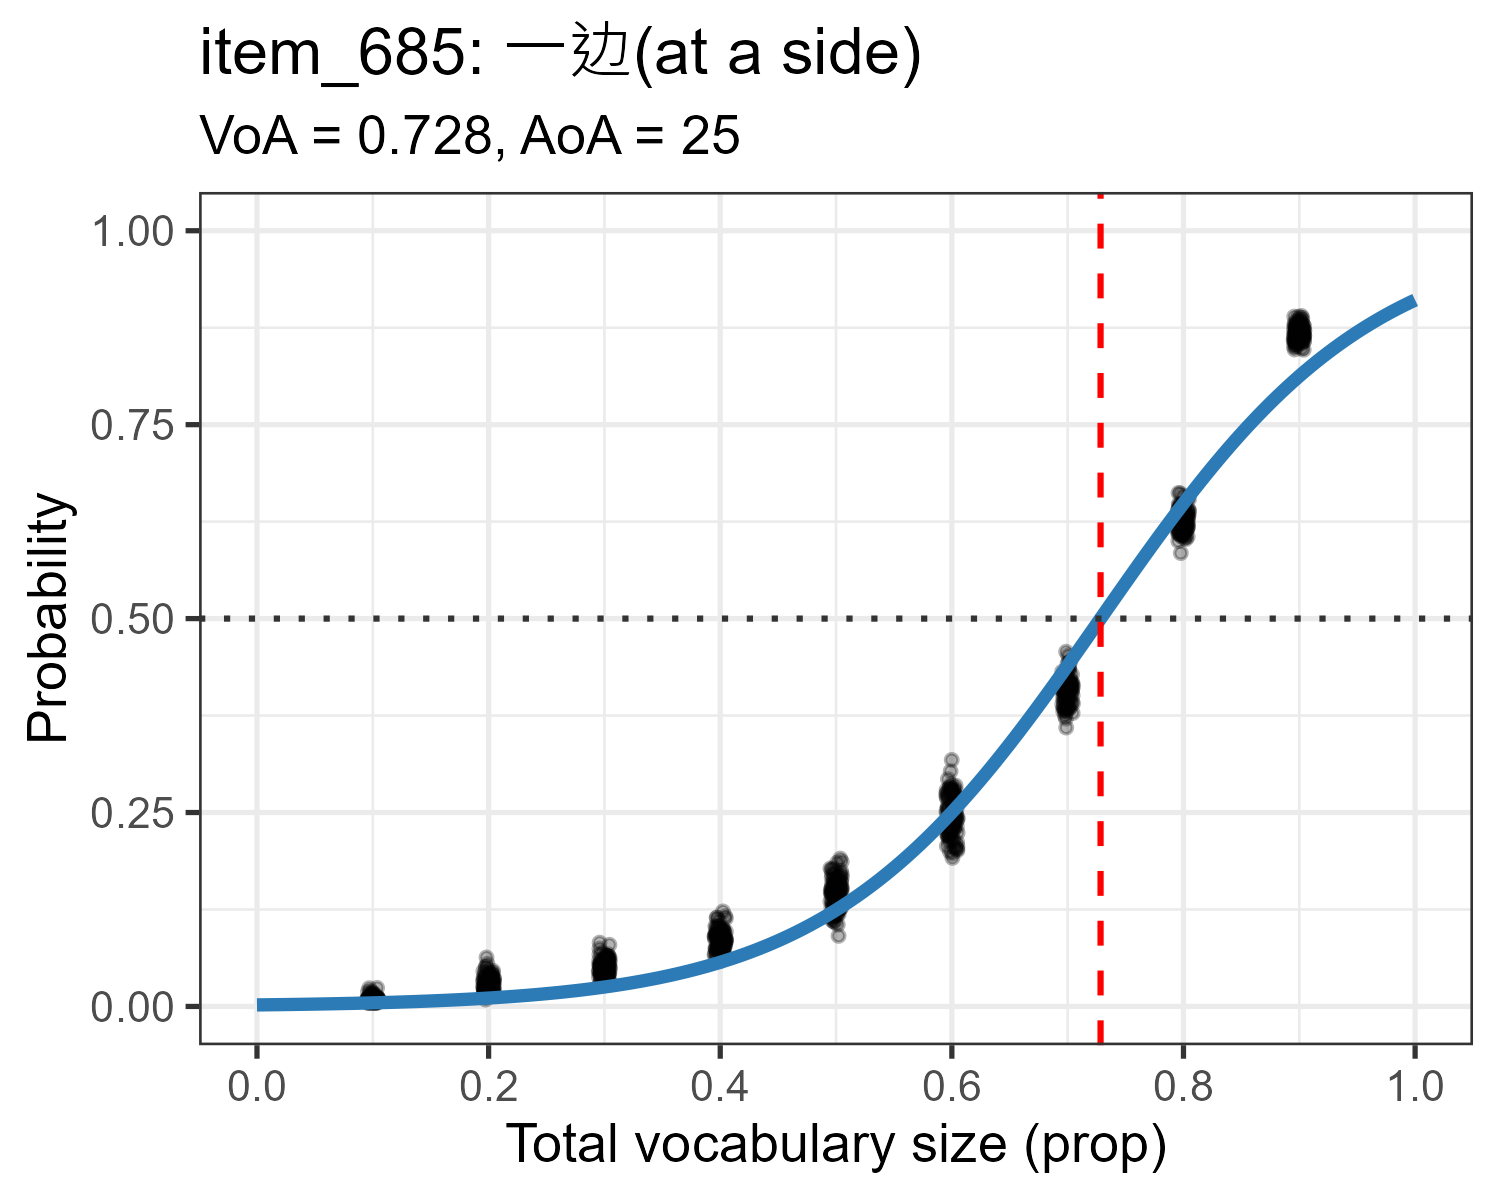 item_685: 一边(at a side)
VoA = 0.728, AoA = 25
1.00
0.75
0.50
0.25
0.00
Probability
0.0 0.2 0.4 0.6 0.8 1.0
Total vocabulary size (prop)